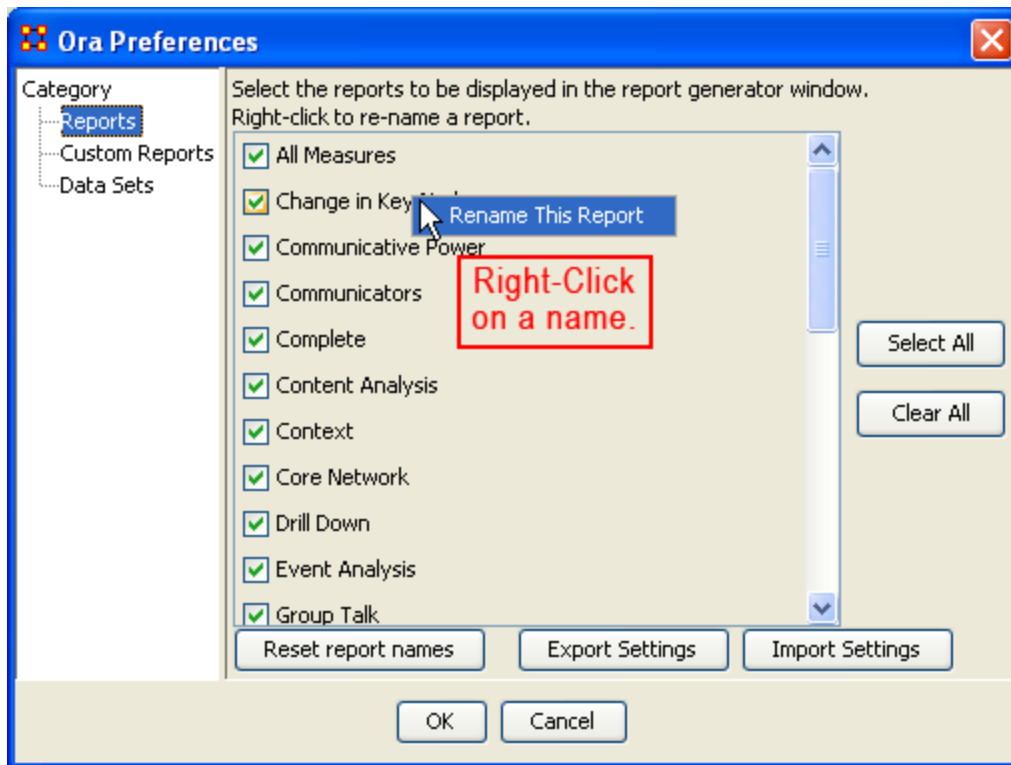 Ora Preferences
Category
Reports
Custom Reports
Data Sets
Select the reports to be displayed in the report generator window.
Right-click to re-name a report.
All Measures
Change in Key
Rename This Report
Communicative Power
Right-Click
on a name.
Communicators
Complete
Content Analysis
Context
Core Network
Drill Down
Event Analysis
Group Talk
Select All
Clear All
Reset report names
Export Settings
Import Settings
OK
Cancel